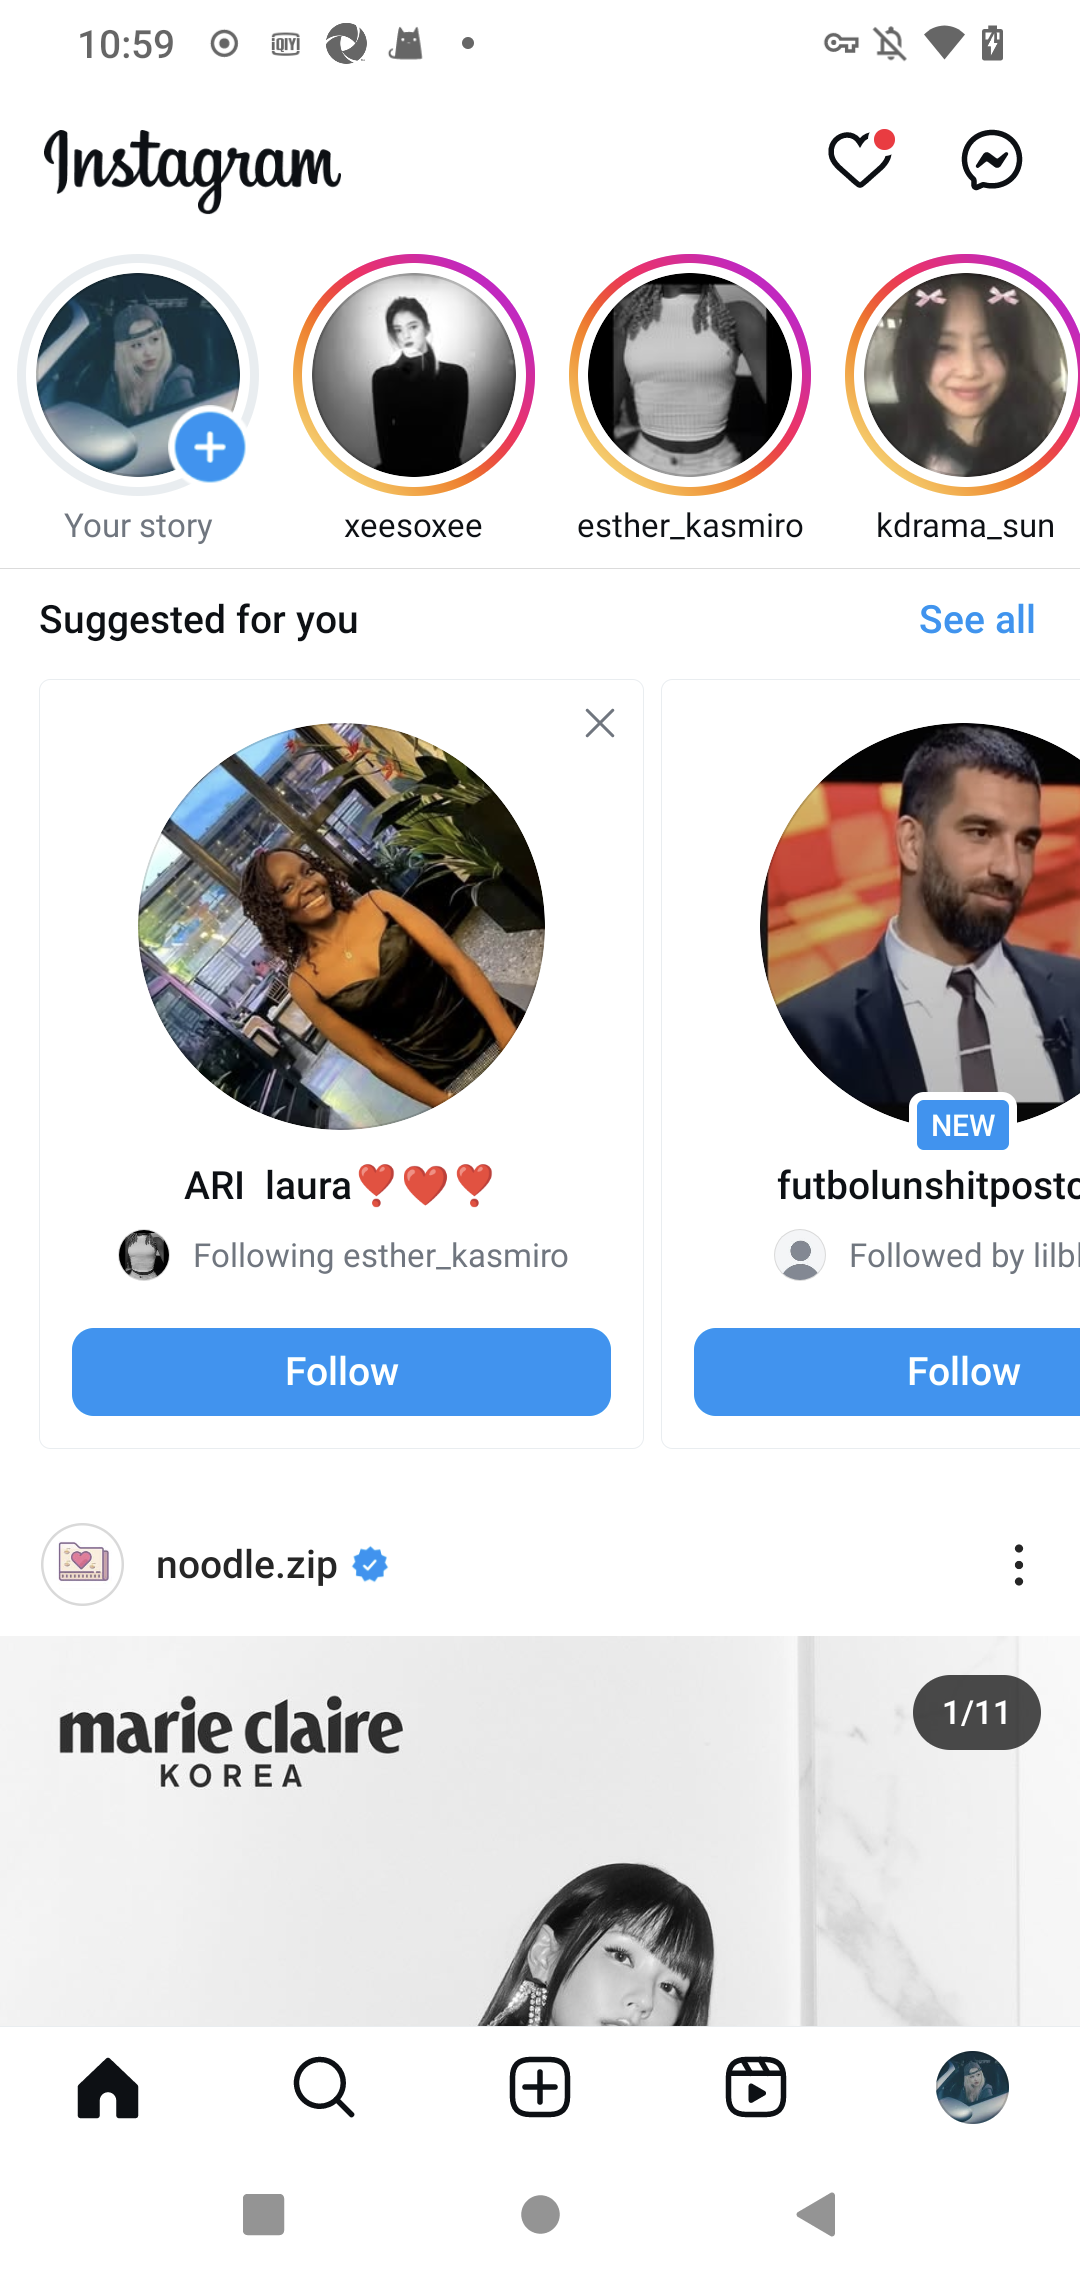 10:59
iQIYI
Instagram
Your story
xeesoxee
esther_kasmiro
kdrama_sun
Suggested for you
See all
NEW
ARI laura❣️❤️❣️
futbolunshitpostc
Following esther_kasmiro
Followed by lilbl
Follow
Follow
noodle.zip
marie claire
KOREA
1/11